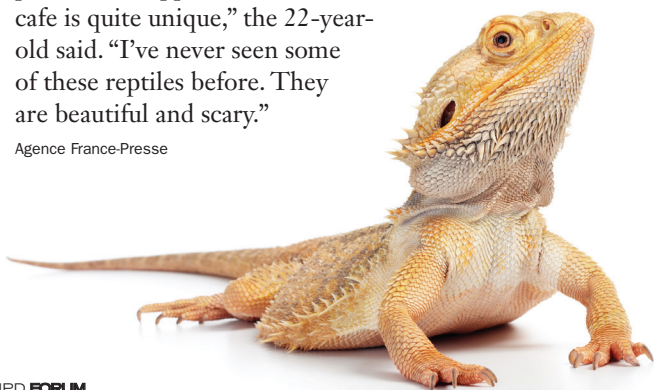 cafe is quite unique,” the 22-year-
old said. “I’ve never seen some
of these reptiles before. They
are beautiful and scary.”
Agence France-Presse
FORUM